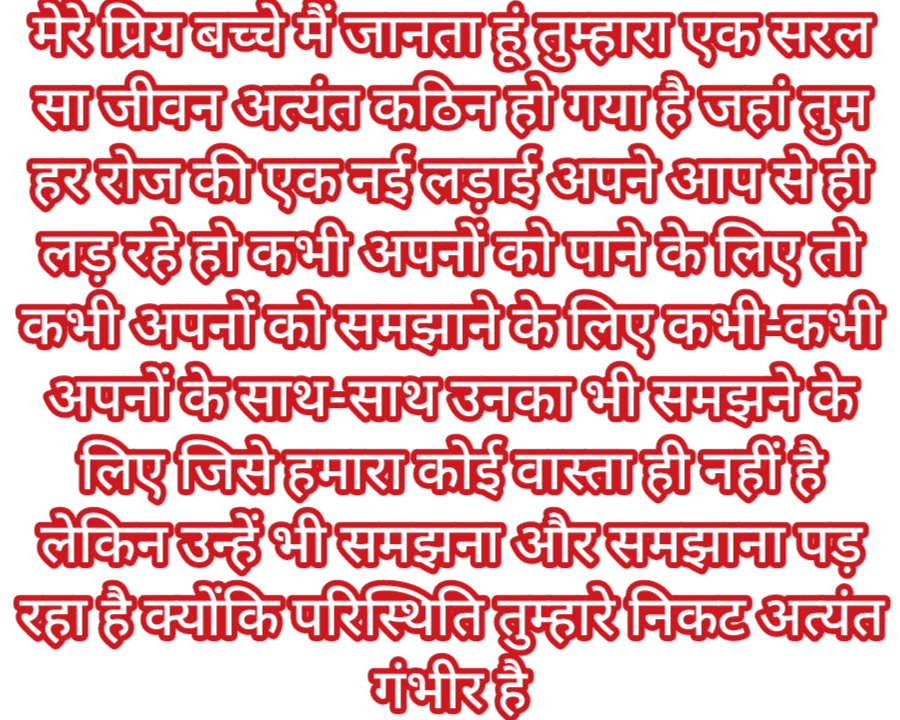 मेरे प्रिय बच्चे मैं जानता हूं तुम्हारा एक सरल
सा जीवन अत्यंत कठिन हो गया है जहां तुम
हर रोज की एक नई लड़ाई अपने आप से ही
लड़ रहे हो कभी अपनों को पाने के लिए तो
कभी अपनों को समझाने के लिए कभी-कभी
अपनों के साथ-साथ उनका भी समझने के
लिए जिसे हमारा कोई वास्ता ही नहीं है
लेकिन उन्हें भी समझना और समझाना पड़
रहा है क्योंकि परिस्थिति तुम्हारे निकट अत्यंत
गंभीर है